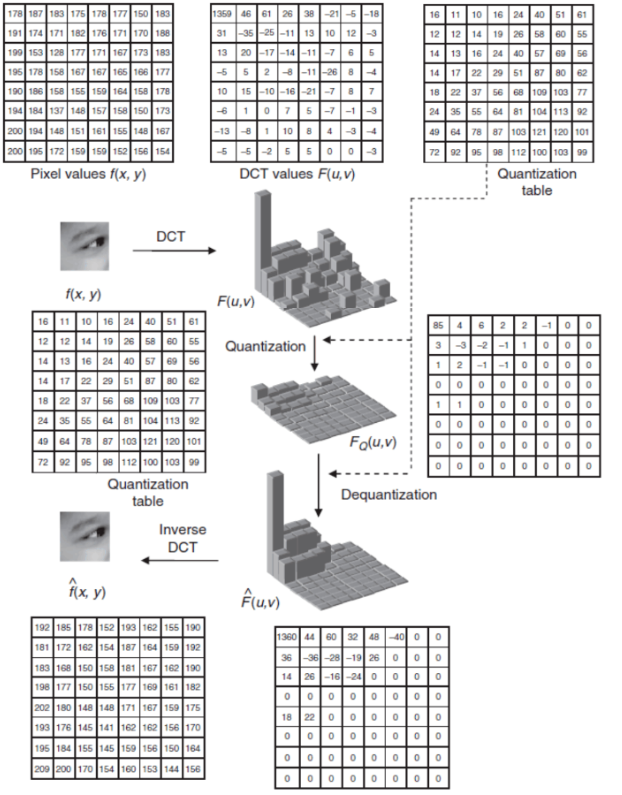 178 187 183 175 178 177 150 183
191 174 171 182 176 171 170 188
199 153 128 177 171 167 173 183
195 178 158 167 167 165 166 177
190 186 158 155 159 164 158 178
194 184 137 148 157 158 150 173
200 194 148 151 161 155 148 167
200 195 172 159 159 152 156 154
Pixel values f(x, y)
1359 46 61 26 38 –21 –5 –18
31 –35 –25 –11 13 10 12 –3
13 20 –17 –14 –11 –7 6 5
–5 5 2 –8 –11 –26 8 –4
10 15 –10 –16 –21 –7 8 7
–6 1 0 7 5 –7 –1 –3
–13 –8 1 10 8 4 –3 –4
–5 –5 –2 5 5 0 0 –3
DCT values F(u,v)
16 11 10 16 24 40 51 61
12 12 14 19 26 58 60 55
14 13 16 24 40 57 69 56
14 17 22 29 51 87 80 62
18 22 37 56 68 109 103 77
24 35 55 64 81 104 113 92
49 64 78 87 103 121 120 101
72 92 95 98 112 100 103 99
Quantization
table
DCT
f(x, y)
F(u,v)
16 11 10 16 24 40 51 61
12 12 14 19 26 58 60 55
14 13 16 24 40 57 69 56
14 17 22 29 51 87 80 62
18 22 37 56 68 109 103 77
24 35 55 64 81 104 113 92
49 64 78 87 103 121 120 101
72 92 95 98 112 100 103 99
Quantization
table
Quantization
85 4 6 2 2 –1 0 0
3 –3 –2 –1 1 0 0 0
1 2 –1 –1 0 0 0 0
0 0 0 0 0 0 0 0
1 1 0 0 0 0 0 0
0 0 0 0 0 0 0 0
0 0 0 0 0 0 0 0
0 0 0 0 0 0 0 0
F_Q(u,v)
Dequantization
Inverse
DCT
f̂(x, y)
F̂(u,v)
192 185 178 152 193 162 155 190
181 172 162 154 187 164 159 192
183 168 150 158 181 167 162 190
198 177 150 155 177 169 161 182
202 180 148 148 171 167 159 175
193 176 145 141 162 162 156 170
195 184 155 145 159 156 150 164
209 200 170 154 160 153 144 156
1360 44 60 32 48 –40 0 0
36 –36 –28 –19 26 0 0 0
14 26 –16 –24 0 0 0 0
0 0 0 0 0 0 0 0
18 22 0 0 0 0 0 0
0 0 0 0 0 0 0 0
0 0 0 0 0 0 0 0
0 0 0 0 0 0 0 0